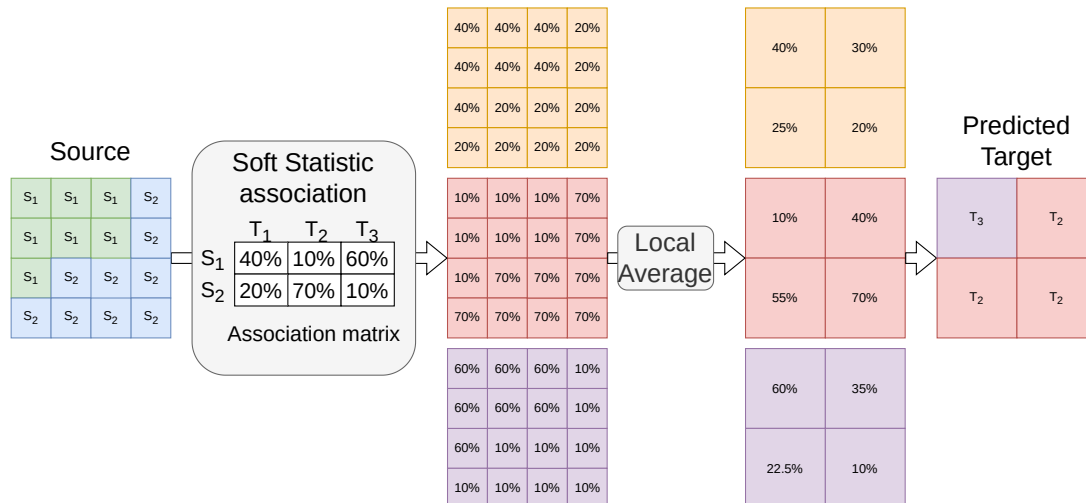 Source
S1 S1 S1 S2
S1 S1 S1 S2
S1 S2 S2 S2
S2 S2 S2 S2
Soft Statistic
association
T1 T2 T3
S1 40% 10% 60%
S2 20% 70% 10%
Association matrix
40% 40% 40% 20%
40% 40% 40% 20%
40% 20% 20% 20%
20% 20% 20% 20%
10% 10% 10% 70%
10% 10% 10% 70%
10% 70% 70% 70%
70% 70% 70% 70%
60% 60% 60% 10%
60% 60% 60% 10%
60% 10% 10% 10%
10% 10% 10% 10%
Local
Average
40% 30%
25% 20%
10% 40%
55% 70%
60% 35%
22.5% 10%
Predicted
Target
T3 T2
T2 T2